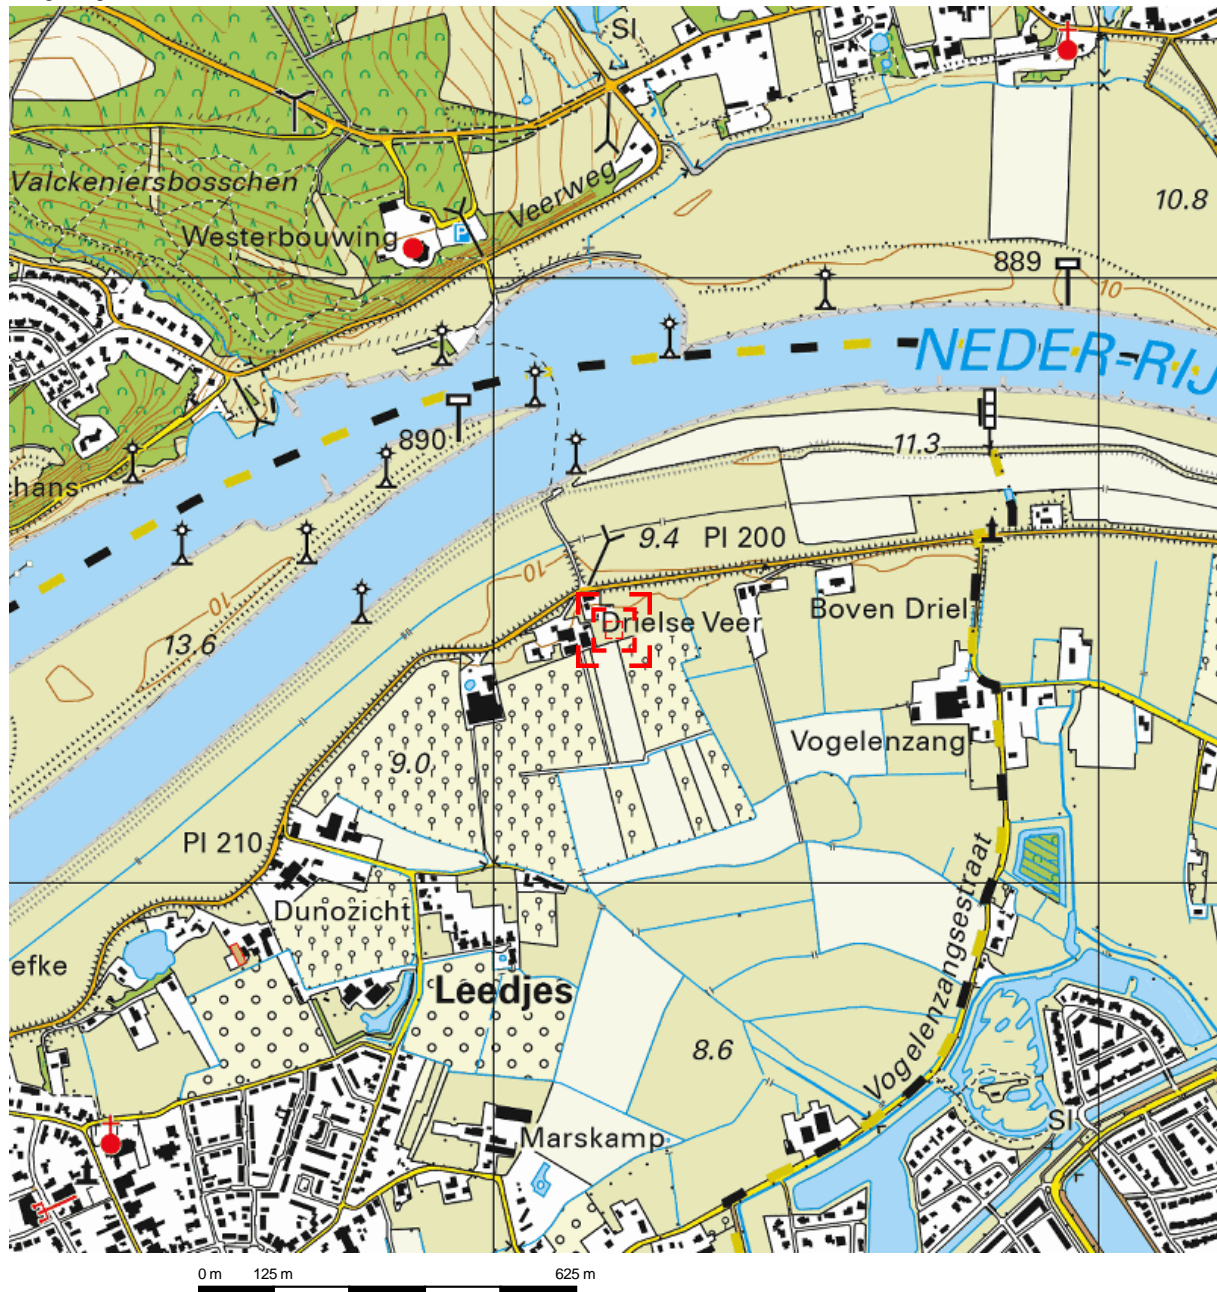 Sl
Valckeniersbosschen
Veerweg
10.8
Westerbouwing
P
889
10
NEDER-RIJ
890
11.3
chans
9.4 Pl 200
10
Drielse Veer
Boven Driel
10
13.6
Vogelenzang
9.0
Pl 210
Vogelenzangsestraat
Dunozicht
efke
Leedjes
8.6
Sl
Marskamp
0 m 125 m 625 m